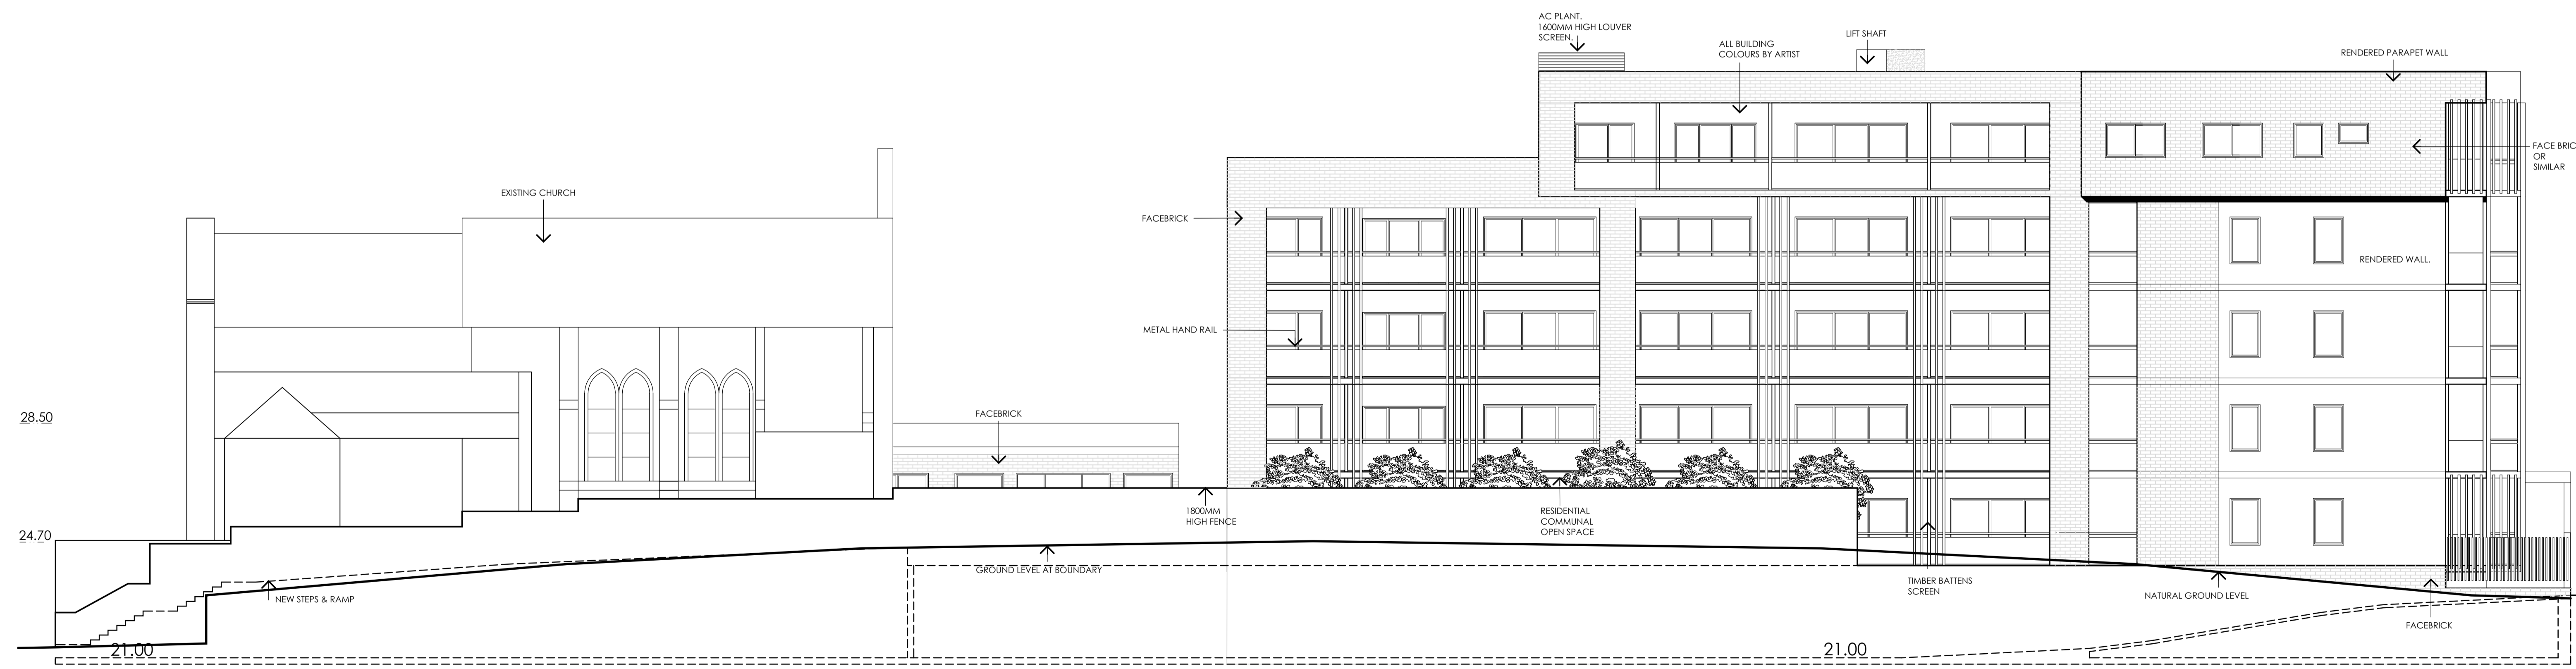 AC PLANT.
1600MM HIGH LOUVER
SCREEN.
ALL BUILDING
COLOURS BY ARTIST
LIFT SHAFT
RENDERED PARAPET WALL
EXISTING CHURCH
FACEBRICK
FACE BRIC
OR
SIMILAR
RENDERED WALL.
METAL HAND RAIL
28.50
FACEBRICK
24.70
1800MM
HIGH FENCE
RESIDENTIAL
COMMUNAL
OPEN SPACE
GROUND LEVEL AT BOUNDARY
NEW STEPS & RAMP
TIMBER BATTENS
SCREEN
NATURAL GROUND LEVEL
FACEBRICK
21.00
21.00